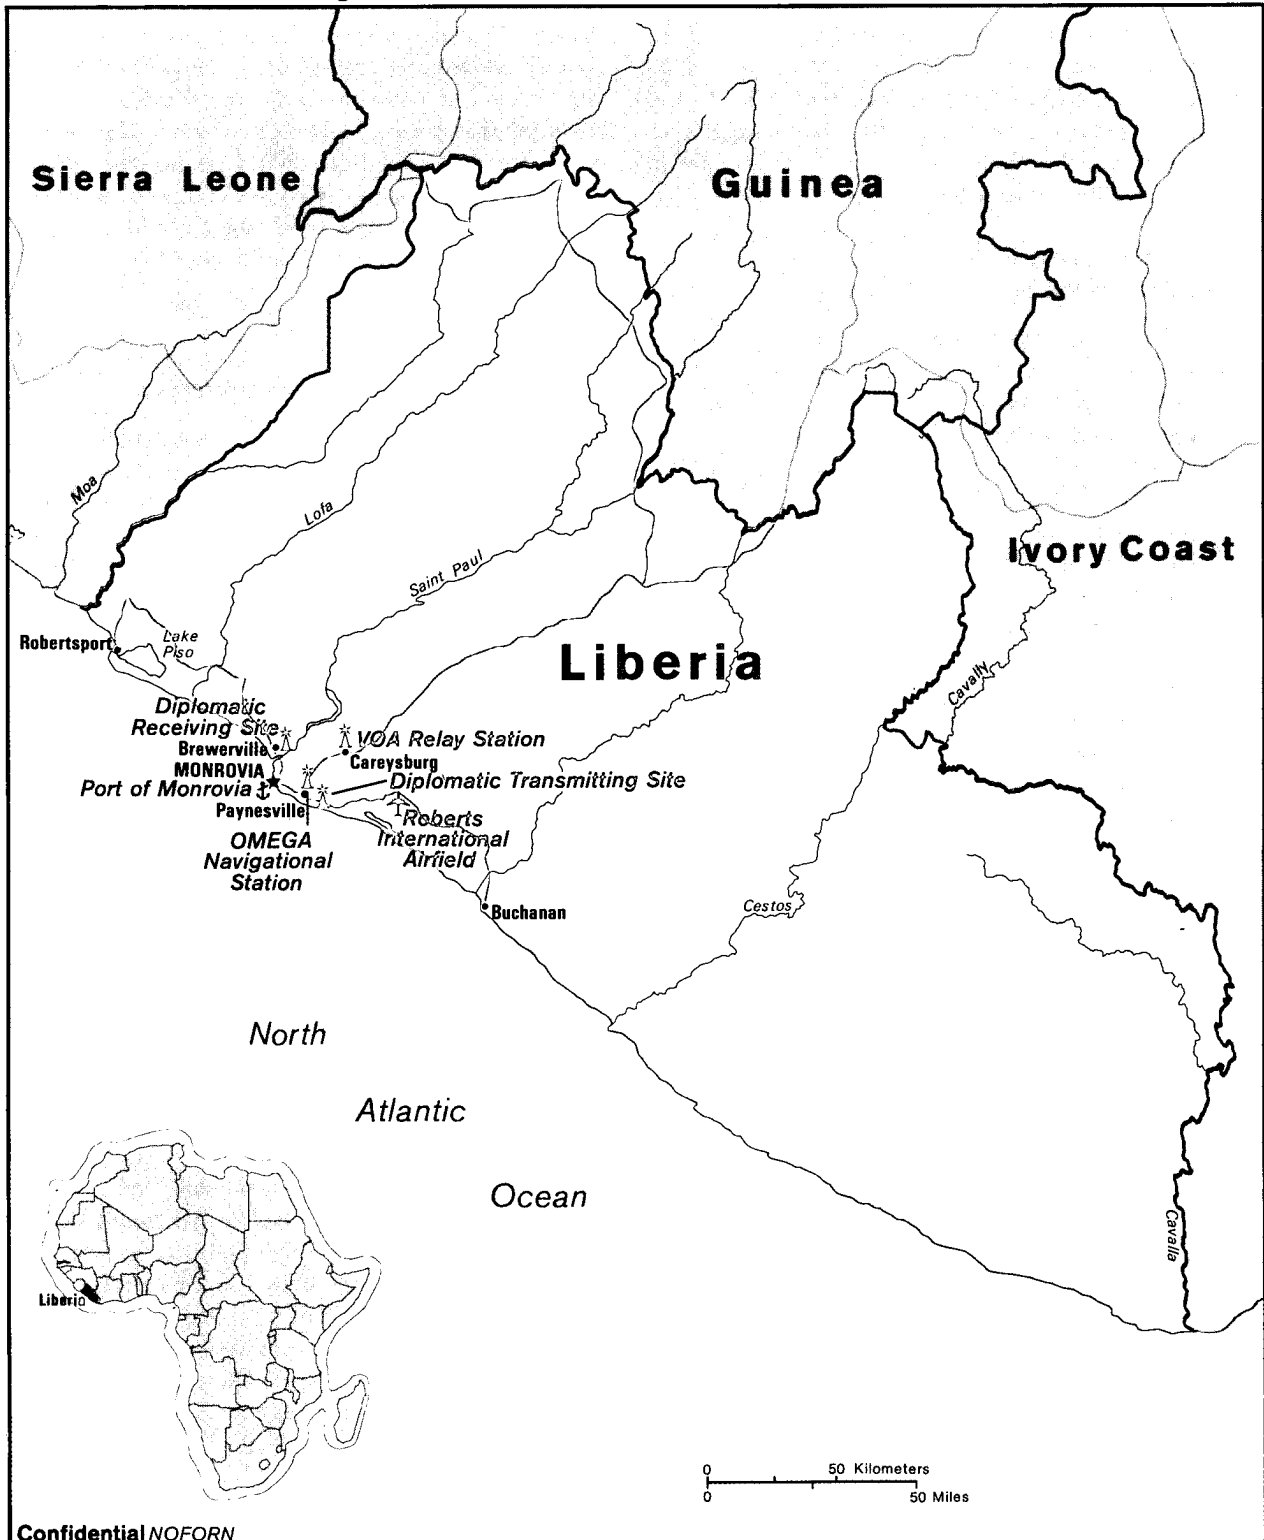 Sierra Leone
Guinea
Moa
Lofa
Saint Paul
Ivory Coast
Robertsport
Lake
Piso
Liberia
Cavally
Diplomatic
Receiving Site
Brewerville
VOA Relay Station
Careysburg
MONROVIA
Port of Monrovia
Diplomatic Transmitting Site
Paynesville
Roberts
International
Airfield
OMEGA
Navigational
Station
Cestos
Buchanan
North
Atlantic
Ocean
Cavalla
Liberia
0 50 Kilometers
0 50 Miles
Confidential NOFORN